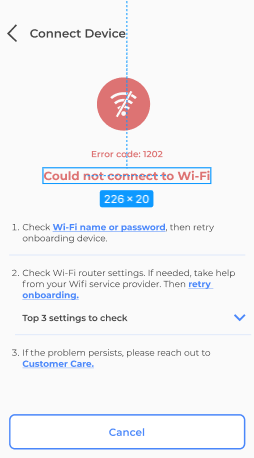 Connect Device
Error code: 1202
Could not connect to Wi-Fi
226 × 20
1. Check Wi-Fi name or password, then retry
onboarding device.
2. Check Wi-Fi router settings. If needed, take help
from your Wifi service provider. Then retry
onboarding.
Top 3 settings to check
3. If the problem persists, please reach out to
Customer Care.
Cancel